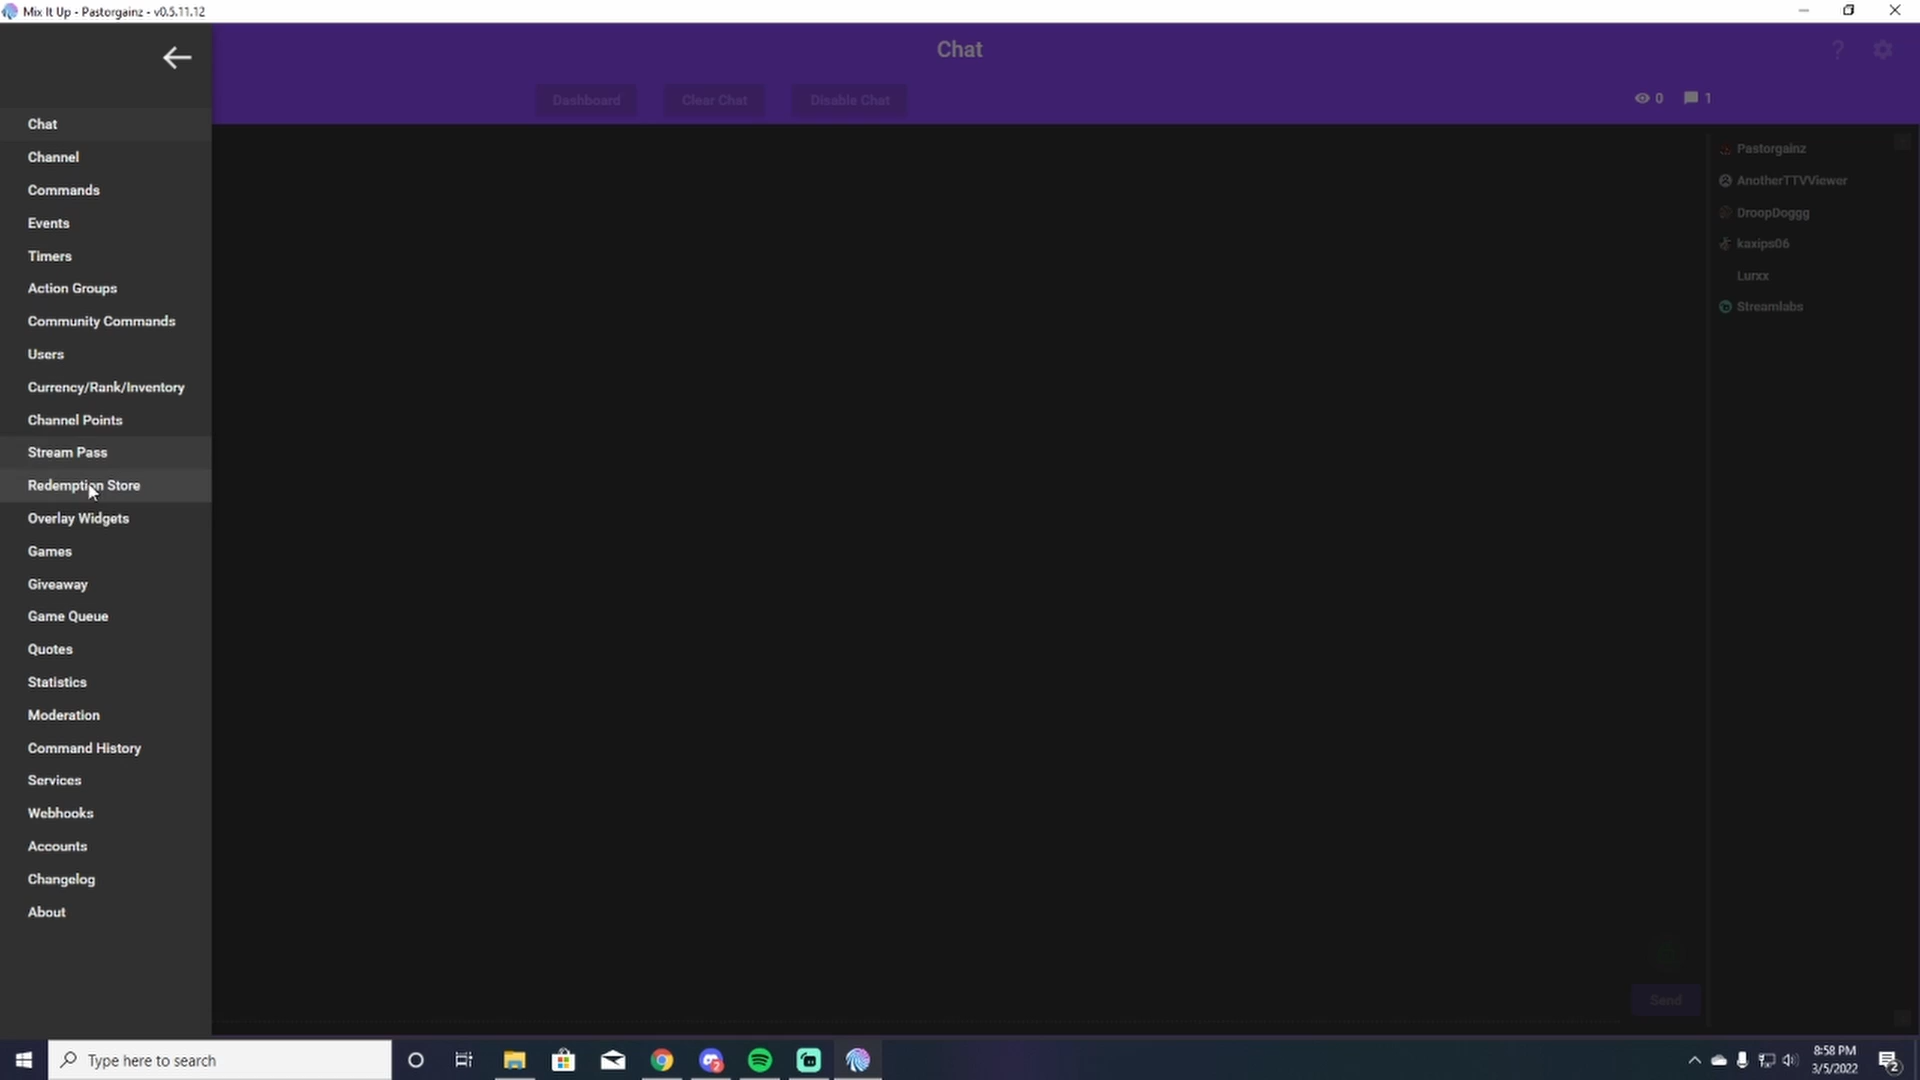 Mix It Up - Pastorgainz - v0.5.11.12
Chat
?
Dashboard
Clear Chat
Disable Chat
0
1
Chat
Channel
Commands
Events
Timers
Action Groups
Community Commands
Users
Currency/Rank/Inventory
Channel Points
Stream Pass
Redemption Store
Overlay Widgets
Games
Giveaway
Game Queue
Quotes
Statistics
Moderation
Command History
Services
Webhooks
Accounts
Changelog
About
Pastorgainz
AnotherTTVViewer
DroopDoggg
kaxips06
Lurxx
Streamlabs
Send
Type here to search
8:58 PM
3/5/2022
2